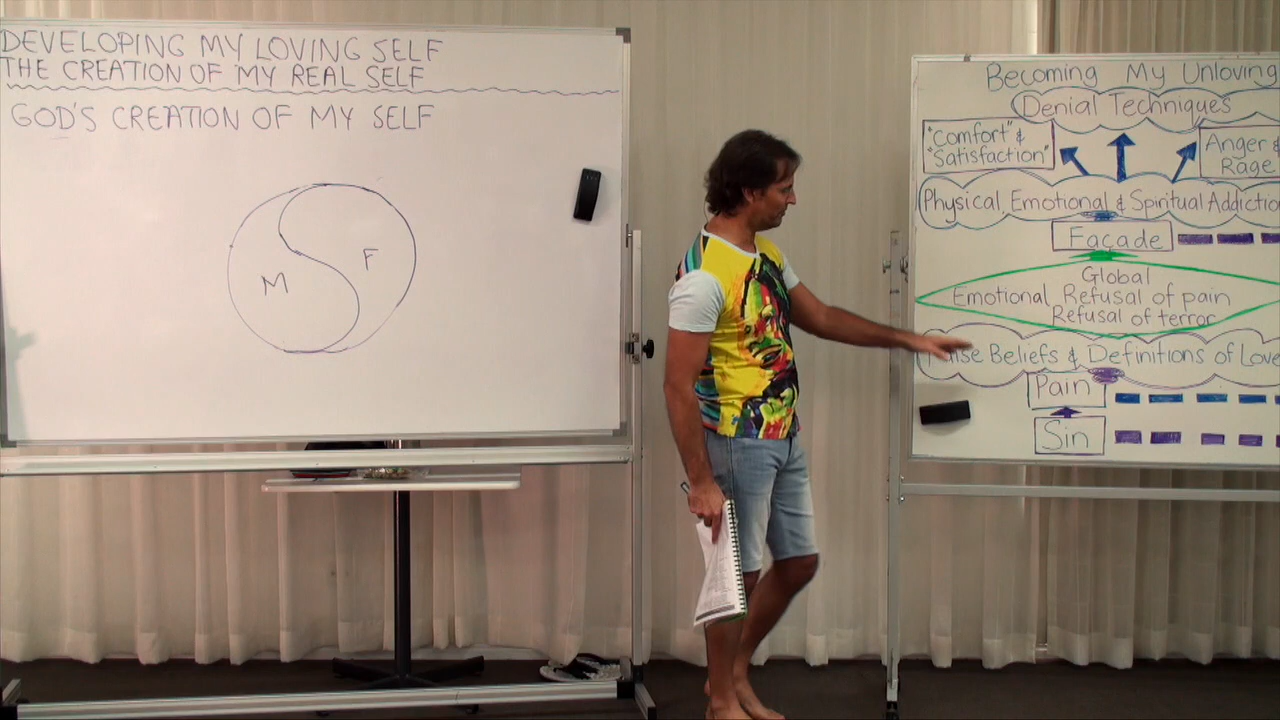 DEVELOPING MY LOVING SELF
THE CREATION OF MY REAL SELF
GOD'S CREATION OF MY SELF
M
F
Becoming My Unloving
Denial Techniques
"Comfort" &
"Satisfaction"
Anger &
Rage
Physical, Emotional & Spiritual Addictio
Façade
Global
Emotional Refusal of pain
Refusal of terror
Beliefs & Definitions of Love
Pain
Sin